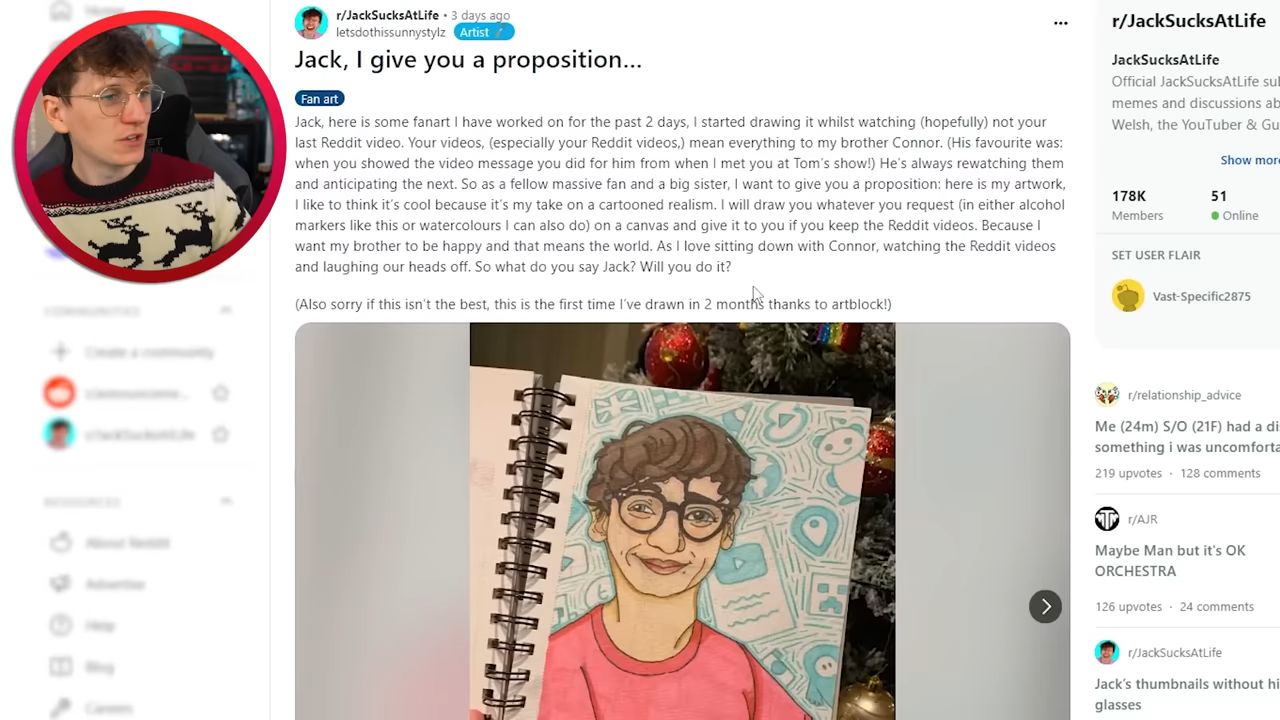 r/JackSucksAtLife • 3 days ago
letsdothissunnystylz Artist
Jack, I give you a proposition...
Fan art
Jack, here is some fanart I have worked on for the past 2 days, I started drawing it whilst watching (hopefully) not your
last Reddit video. Your videos, (especially your Reddit videos,) mean everything to my brother Connor. (His favourite was:
when you showed the video message you did for him from when I met you at Tom's show!) He's always rewatching them
and anticipating the next. So as a fellow massive fan and a big sister, I want to give you a proposition: here is my artwork,
I like to think it's cool because it's my take on a cartooned realism. I will draw you whatever you request (in either alcohol
markers like this or watercolours I can also do) on a canvas and give it to you if you keep the Reddit videos. Because I
want my brother to be happy and that means the world. As I love sitting down with Connor, watching the Reddit videos
and laughing our heads off. So what do you say Jack? Will you do it?
(Also sorry if this isn't the best, this is the first time I've drawn in 2 months thanks to artblock!)
r/JackSucksAtLife
JackSucksAtLife
Official JackSucksAtLife su
memes and discussions ab
Welsh, the YouTuber & Gu
Show more
178K 51
Members Online
SET USER FLAIR
Vast-Specific2875
r/relationship_advice
Me (24m) S/O (21F) had a di
something i was uncomforta
219 upvotes · 128 comments
r/AJR
Maybe Man but it's OK
ORCHESTRA
126 upvotes · 24 comments
r/JackSucksAtLife
Jack's thumbnails without hi
glasses
COMMUNITIES
Create a community
r/JackSucksAtLife
RESOURCES
About Reddit
Advertise
Help
Blog
Careers